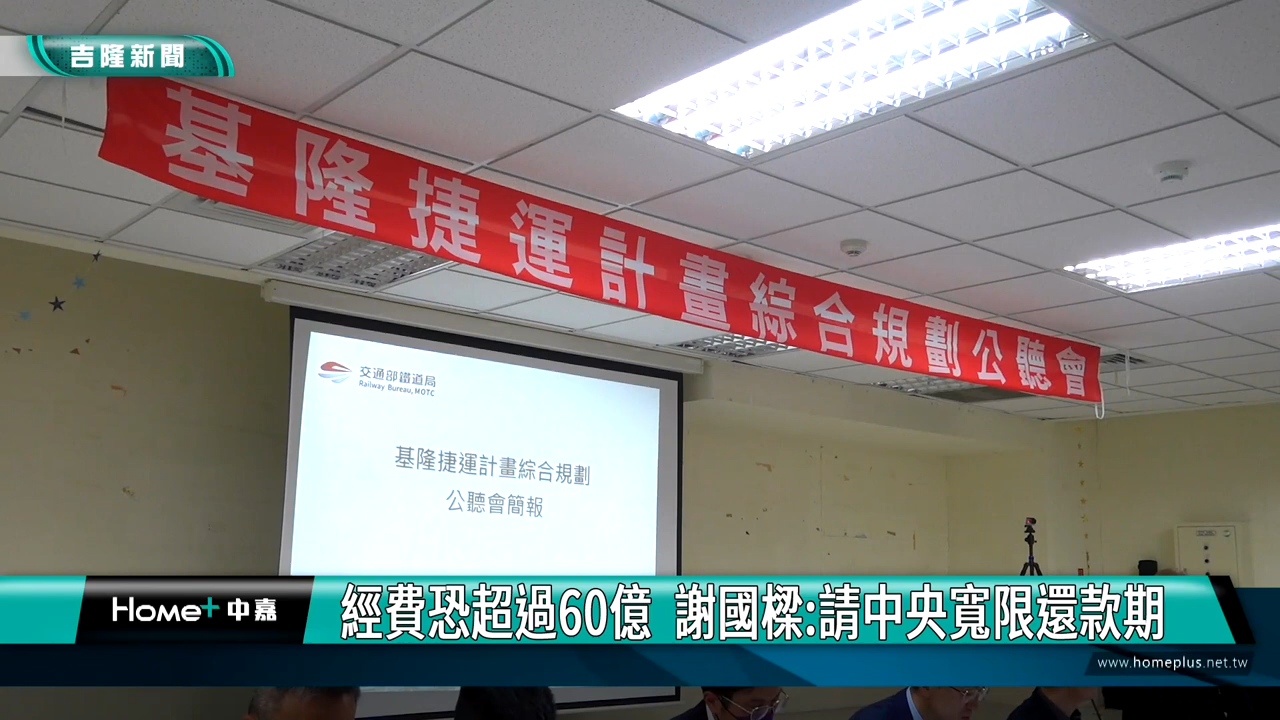 吉隆新聞
基隆捷運計畫綜合規劃公聽會
交通部鐵道局
Railway Bureau, MOTC
基隆捷運計畫綜合規劃
公聽會簡報
Home+ 中嘉
經費恐超過60億 謝國樑:請中央寬限還款期
www.homeplus.net.tw